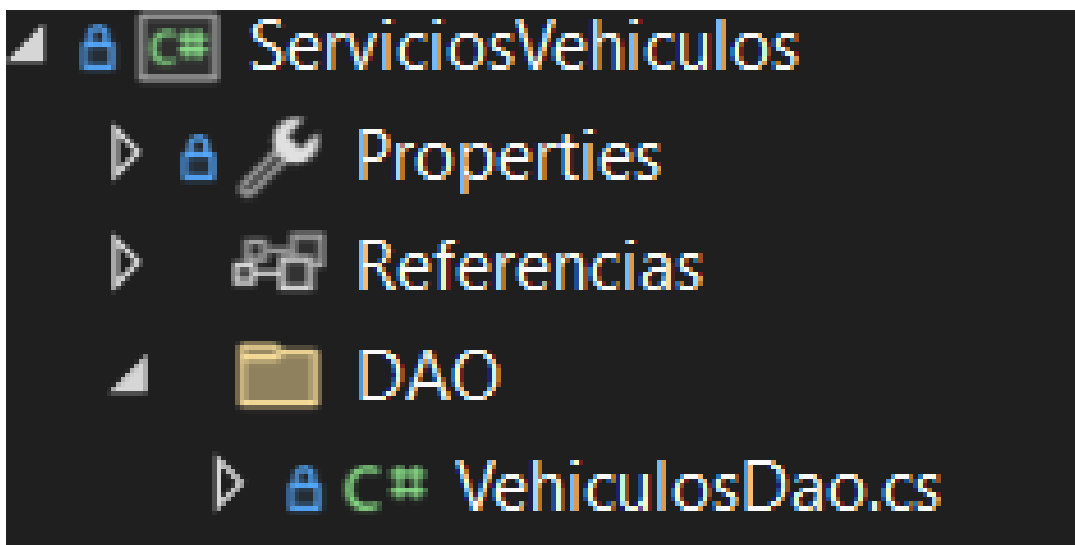 C# ServiciosVehiculos
Properties
Referencias
DAO
C# VehiculosDao.cs